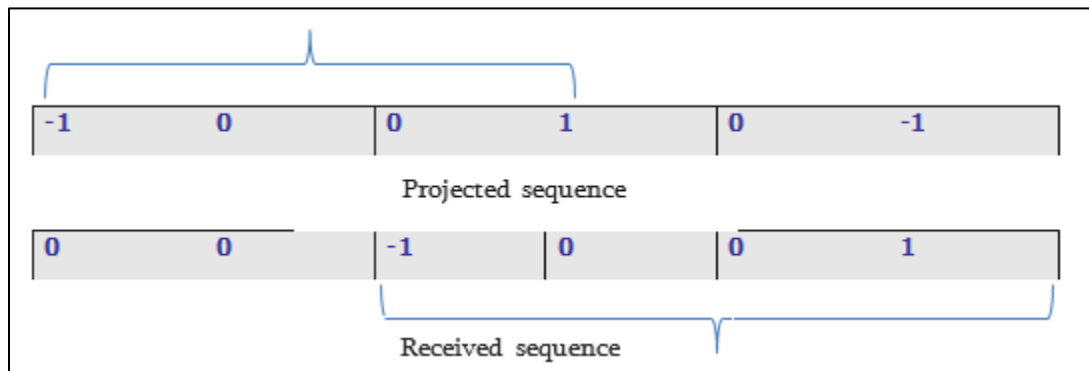 -1 0 0 1 0 -1
Projected sequence
0 0 -1 0 0 1
Received sequence